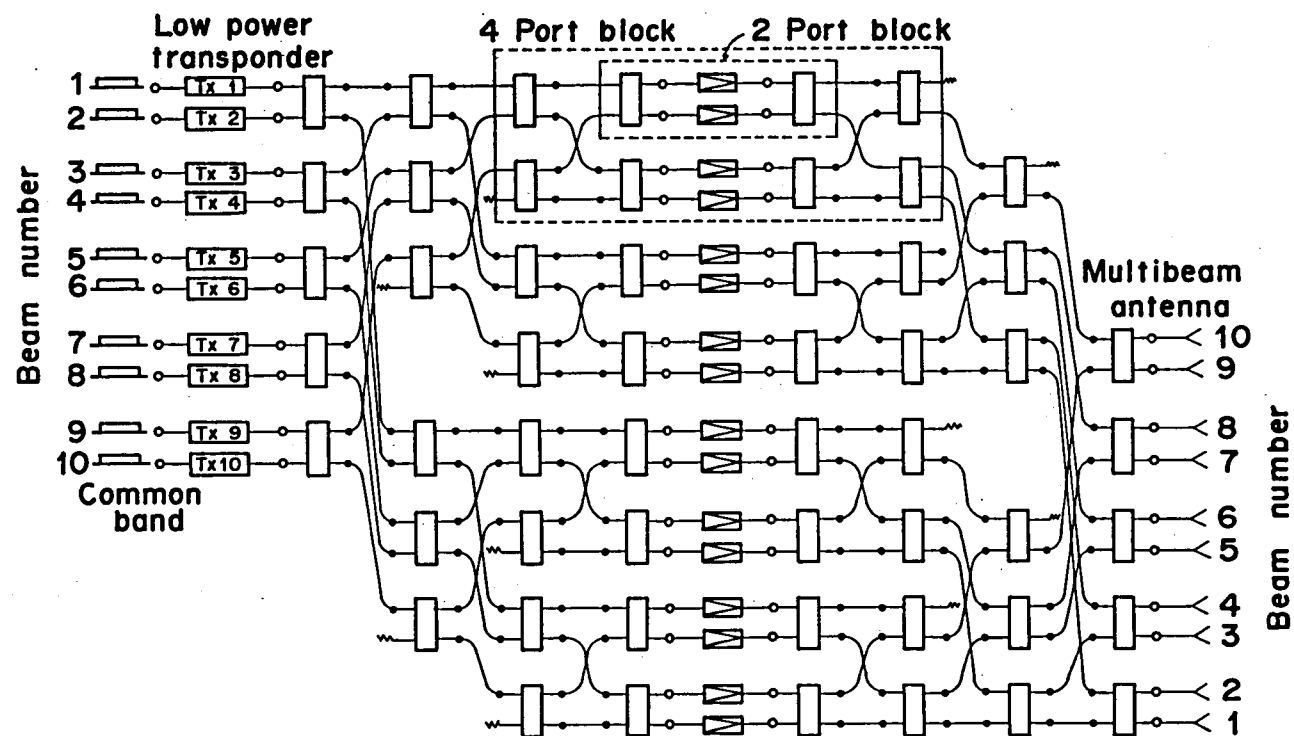 Low power
transponder
4 Port block
2 Port block
Beam number
1
Tx 1
2
Tx 2
3
Tx 3
4
Tx 4
5
Tx 5
6
Tx 6
7
Tx 7
8
Tx 8
9
Tx 9
10
Tx10
Common
band
Multibeam
antenna
10
9
8
7
6
5
4
3
2
1
Beam number